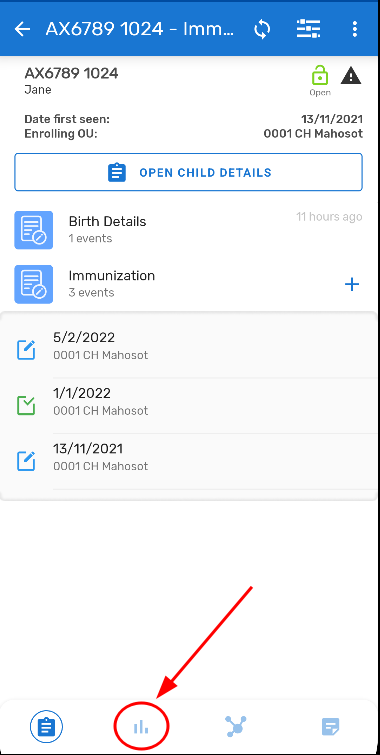 AX6789 1024 - Imm...
AX6789 1024
Jane
Open
Date first seen: 13/11/2021
Enrolling OU: 0001 CH Mahosot
OPEN CHILD DETAILS
Birth Details 11 hours ago
1 events
Immunization
3 events
5/2/2022
0001 CH Mahosot
1/1/2022
0001 CH Mahosot
13/11/2021
0001 CH Mahosot